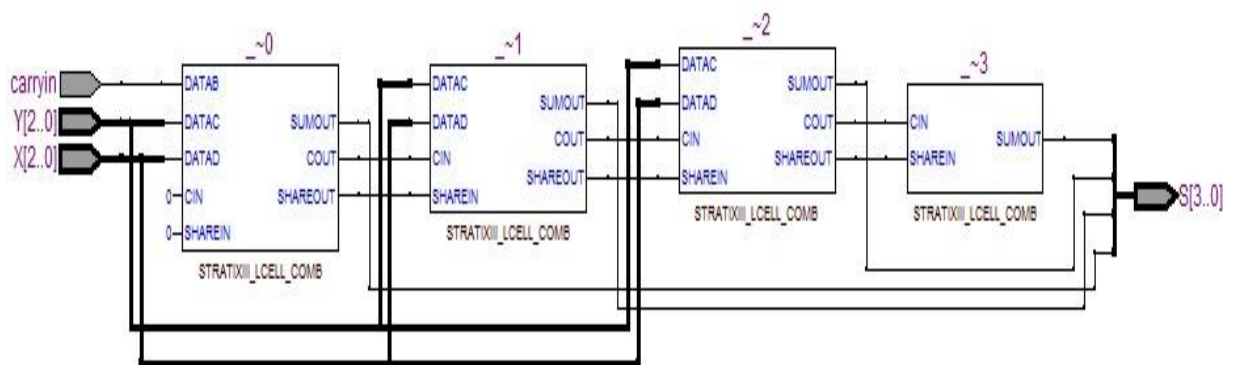 _~0
_~1
_~2
_~3
carryin
Y[2..0]
X[2..0]
DATAB
DATAC
DATAD
0 CIN
0 SHAREIN
SUMOUT
COUT
SHAREOUT
STRATIXIII_LCELL_COMB
DATAC
DATAD
CIN
SHAREIN
SUMOUT
COUT
SHAREOUT
STRATIXIII_LCELL_COMB
DATAC
DATAD
CIN
SHAREIN
SUMOUT
COUT
SHAREOUT
STRATIXIII_LCELL_COMB
CIN
SHAREIN
SUMOUT
STRATIXIII_LCELL_COMB
S[3..0]